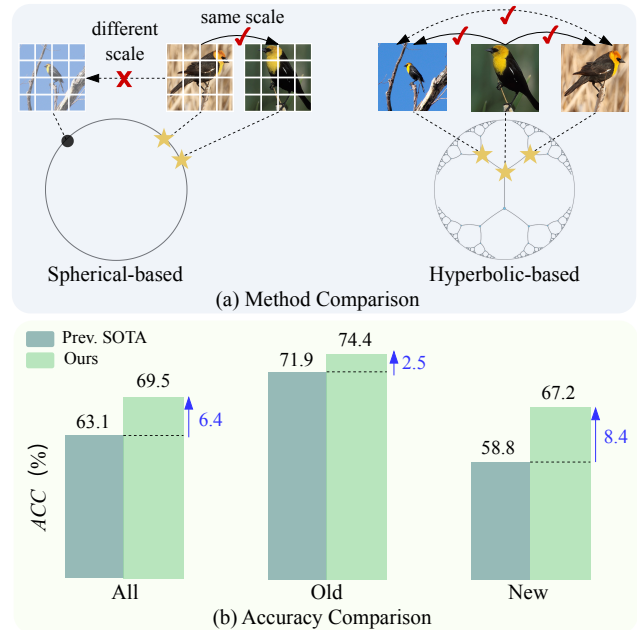 different
scale
same scale
X
Spherical-based
Hyperbolic-based
(a) Method Comparison
Prev. SOTA
Ours
ACC (%)
63.1
69.5
6.4
71.9
74.4
2.5
58.8
67.2
8.4
All
Old
New
(b) Accuracy Comparison